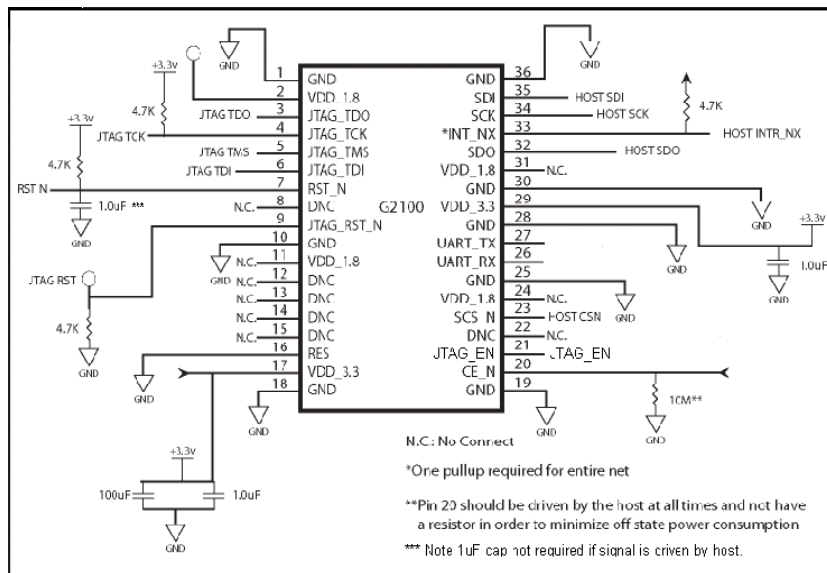 +3.3v
GND
GND
1 GND
2 VDD_1.8
4.7K
JTAG TDO 3 JTAG_TDO
+3.3v
JTAG TCK 4 JTAG_TCK
JTAG TMS 5 JTAG_TMS
4.7K
JTAG TDI 6 JTAG_TDI
RST N 7 RST_N
1.0uF ***
GND
N.C. 8 DNC
9 JTAG_RST_N
10 GND
GND
N.C. 11 VDD_1.8
N.C. 12 DNC
JTAG RST
N.C. 13 DNC
N.C. 14 DNC
4.7K
N.C. 15 DNC
GND
16 RES
GND
17 VDD_3.3
18 GND
GND
+3.3v
100uF
1.0uF
GND
G2100
GND 36
SDI 35 HOST SDI
SCK 34 HOST SCK
4.7K
*INT_NX 33 HOST INTR_NX
SDO 32 HOST SDO
VDD_1.8 31 N.C.
GND 30
GND
VDD_3.3 29
+3.3v
GND 28
GND
UART_TX 27
UART_RX 26
1.0uF
GND
GND 25
GND
VDD_1.8 24 N.C.
SCS_N 23 HOST CSN
DNC 22 N.C.
JTAG_EN 21 JTAG_EN
CE_N 20
10M**
GND
GND 19
GND
N.C.: No Connect
*One pullup required for entire net
**Pin 20 should be driven by the host at all times and not have
a resistor in order to minimize off state power consumption
*** Note 1uF cap not required if signal is driven by host.